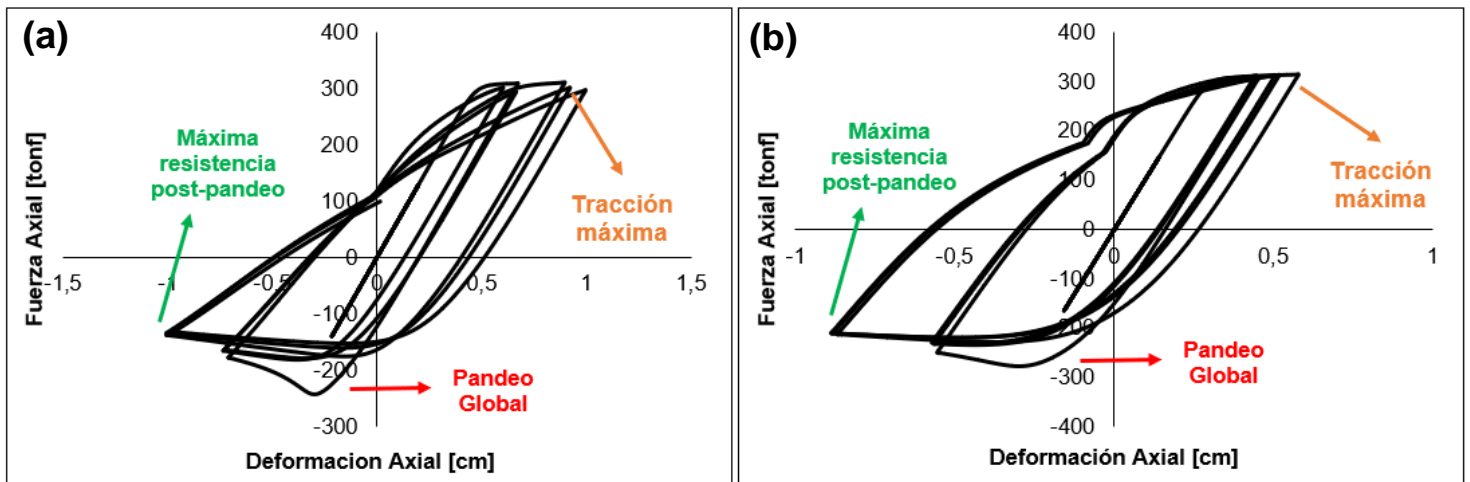 (a)
400
300
200
100
0
-100
-200
-300
-1,5
-1
-0,5
0
0,5
1
1,5
Fuerza Axial [tonf]
Deformacion Axial [cm]
Máxima
resistencia
post-pandeo
Tracción
máxima
Pandeo
Global
(b)
400
300
200
100
0
-100
-200
-300
-400
-1
-0,5
0
0,5
1
Fuerza Axial [tonf]
Deformación Axial [cm]
Máxima
resistencia
post-pandeo
Tracción
máxima
Pandeo
Global